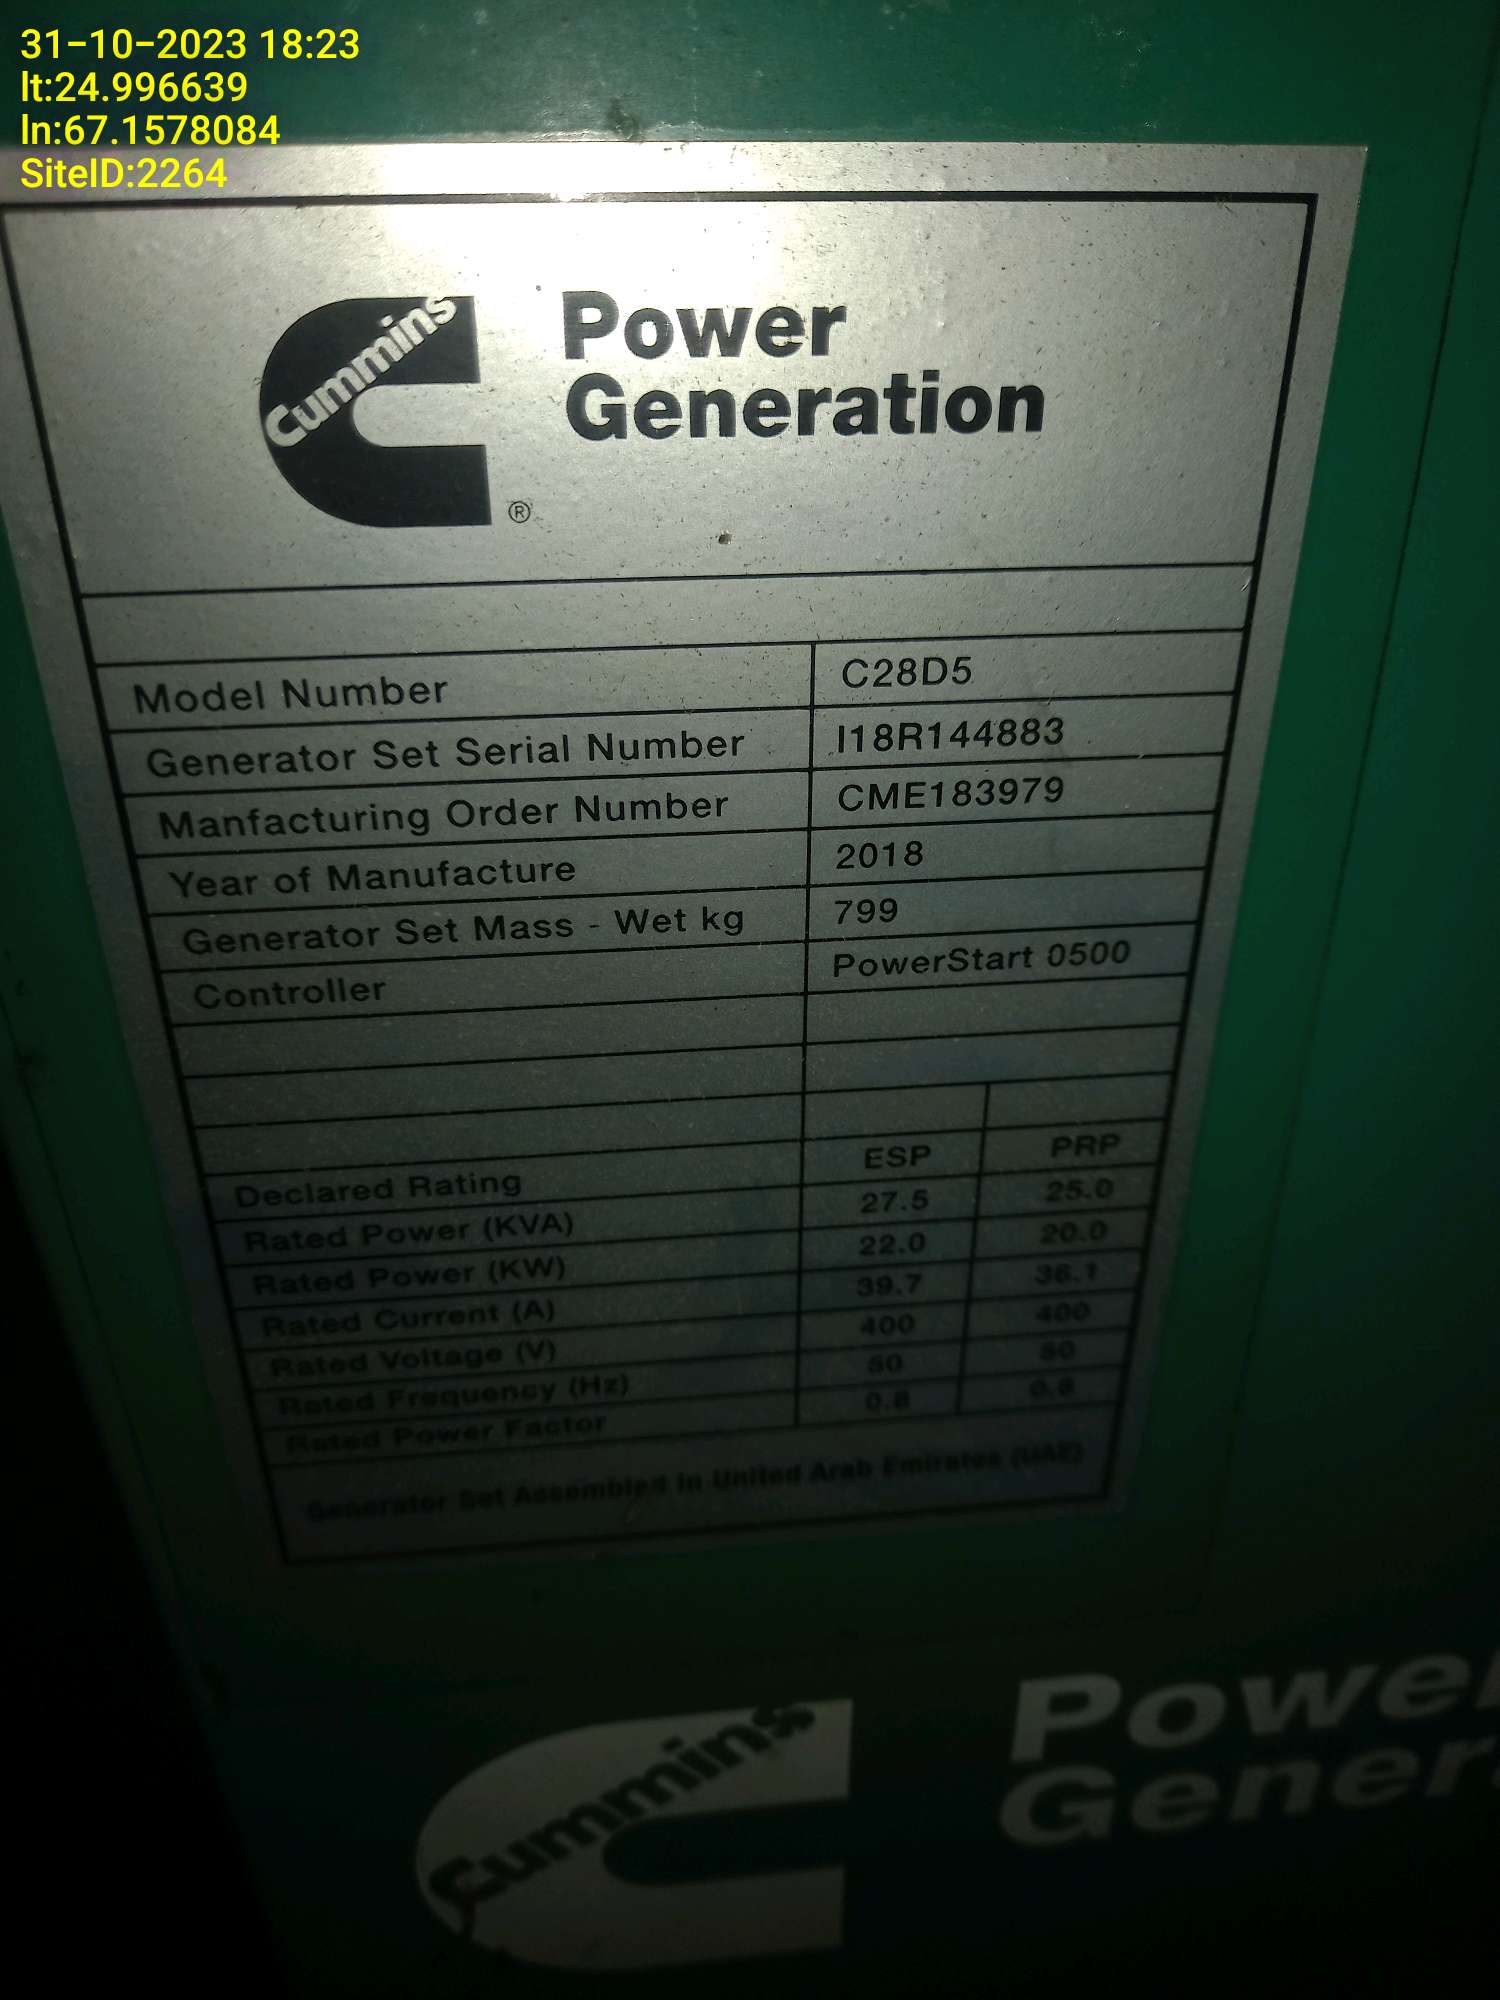 31-10-2023 18:23
lt:24.996639
ln:67.1578084
SiteID:2264
Cummins
Power
Generation
®
Model Number C28D5
Generator Set Serial Number I18R144883
Manfacturing Order Number CME183979
Year of Manufacture 2018
Generator Set Mass - Wet kg 799
Controller PowerStart 0500
Declared Rating ESP PRP
Rated Power (KVA) 27.5 25.0
Rated Power (KW) 22.0 20.0
Rated Current (A) 39.7 36.1
Rated Voltage (V) 400 400
Rated Frequency (Hz) 50 50
Rated Power Factor 0.8 0.8
Generator Set Assembled in United Arab Emirates (UAE)
Cummins
Power
Genera